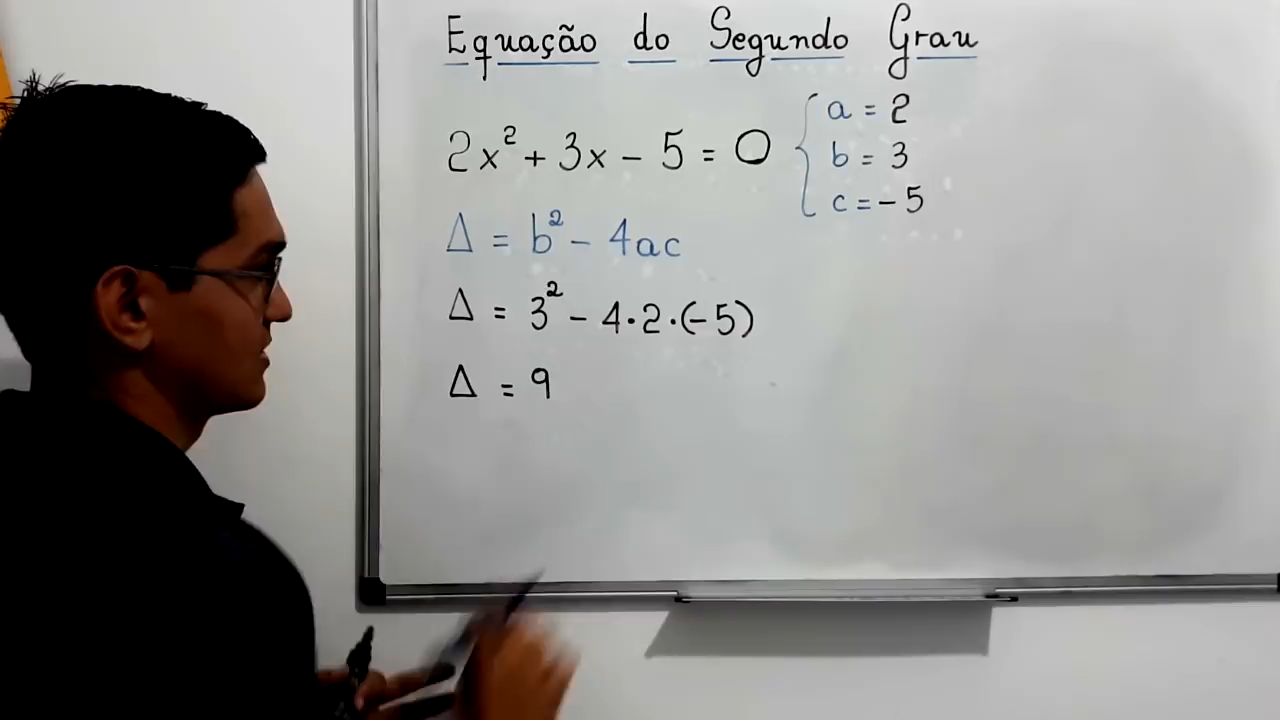 Equação do Segundo Grau
2x² + 3x - 5 = 0
a = 2
b = 3
c = -5
Δ = b² - 4ac
Δ = 3² - 4·2·(-5)
Δ = 9